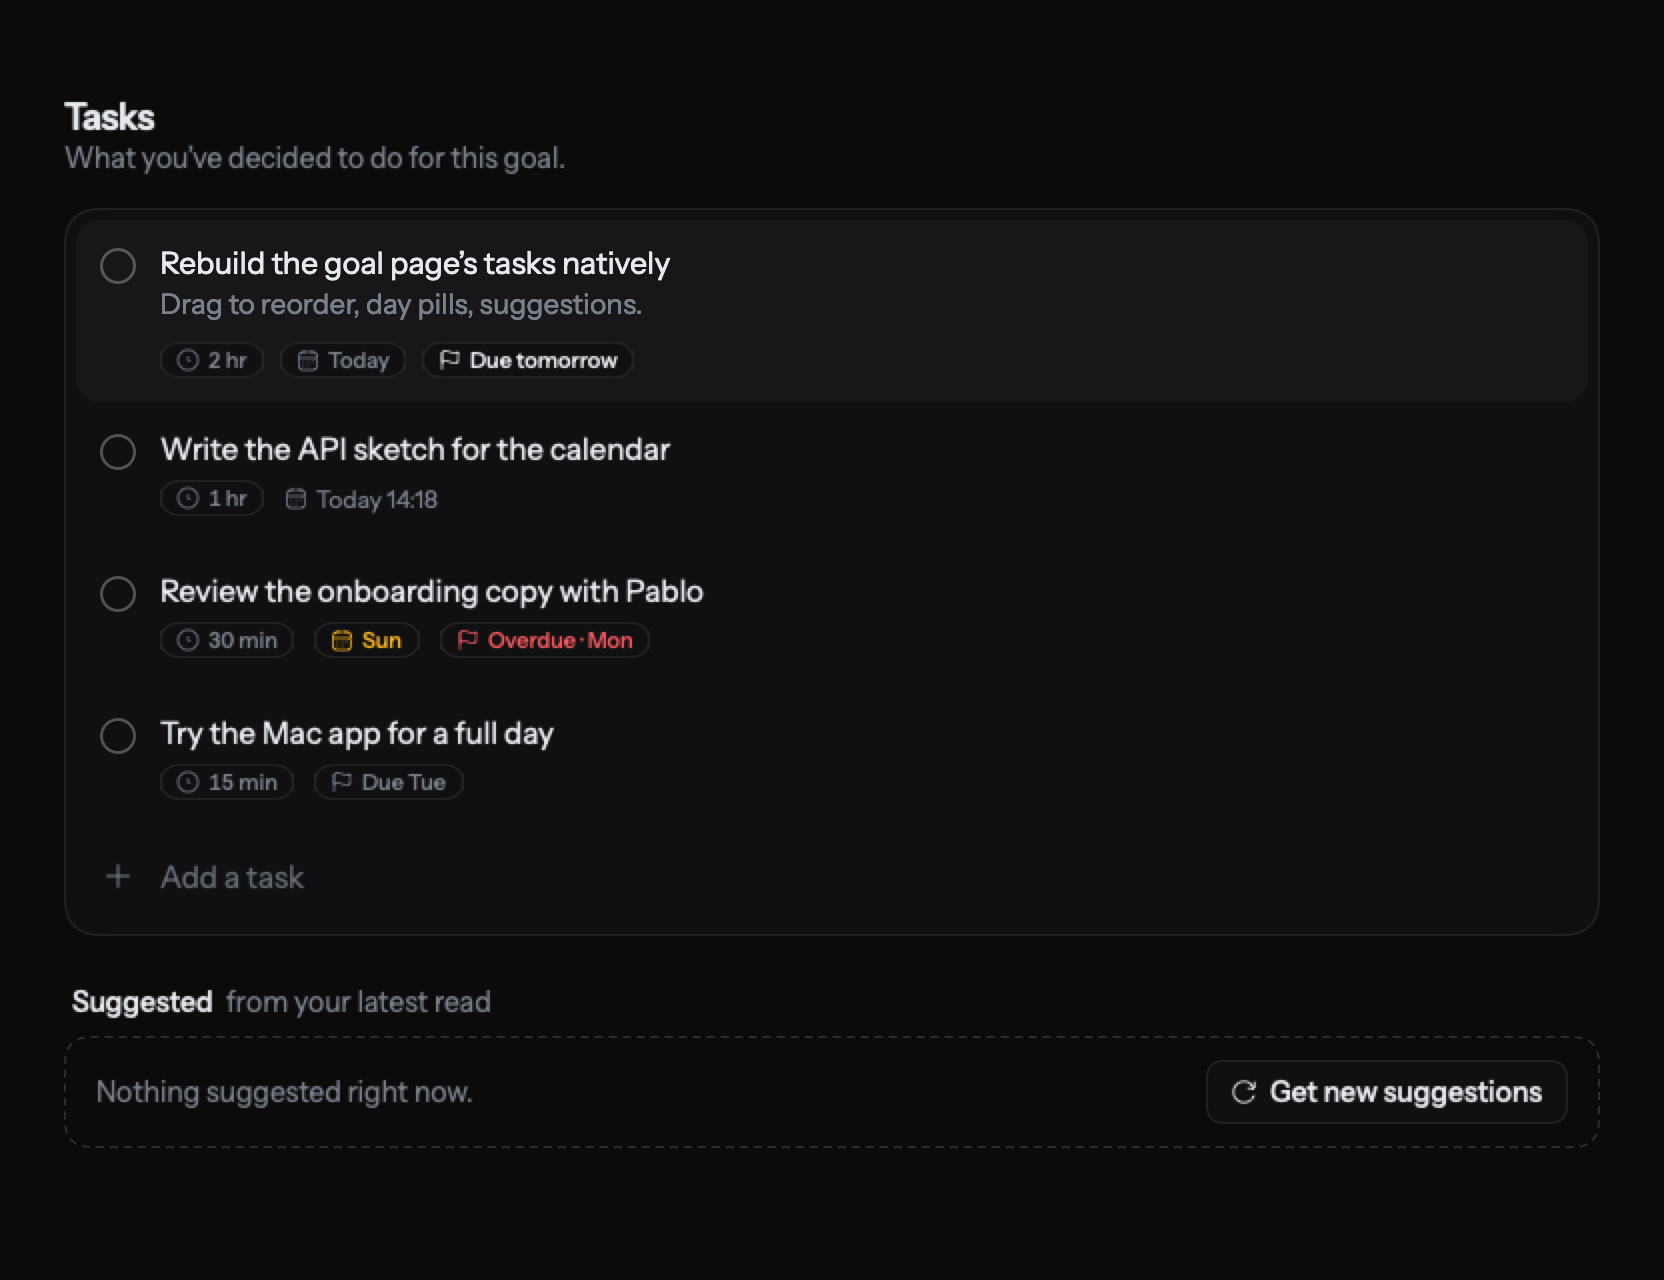 Tasks
What you’ve decided to do for this goal.
Rebuild the goal page’s tasks natively
Drag to reorder, day pills, suggestions.
2 hr Today Due tomorrow
Write the API sketch for the calendar
1 hr Today 14:18
Review the onboarding copy with Pablo
30 min Sun Overdue · Mon
Try the Mac app for a full day
15 min Due Tue
Add a task
Suggested from your latest read
Nothing suggested right now. Get new suggestions